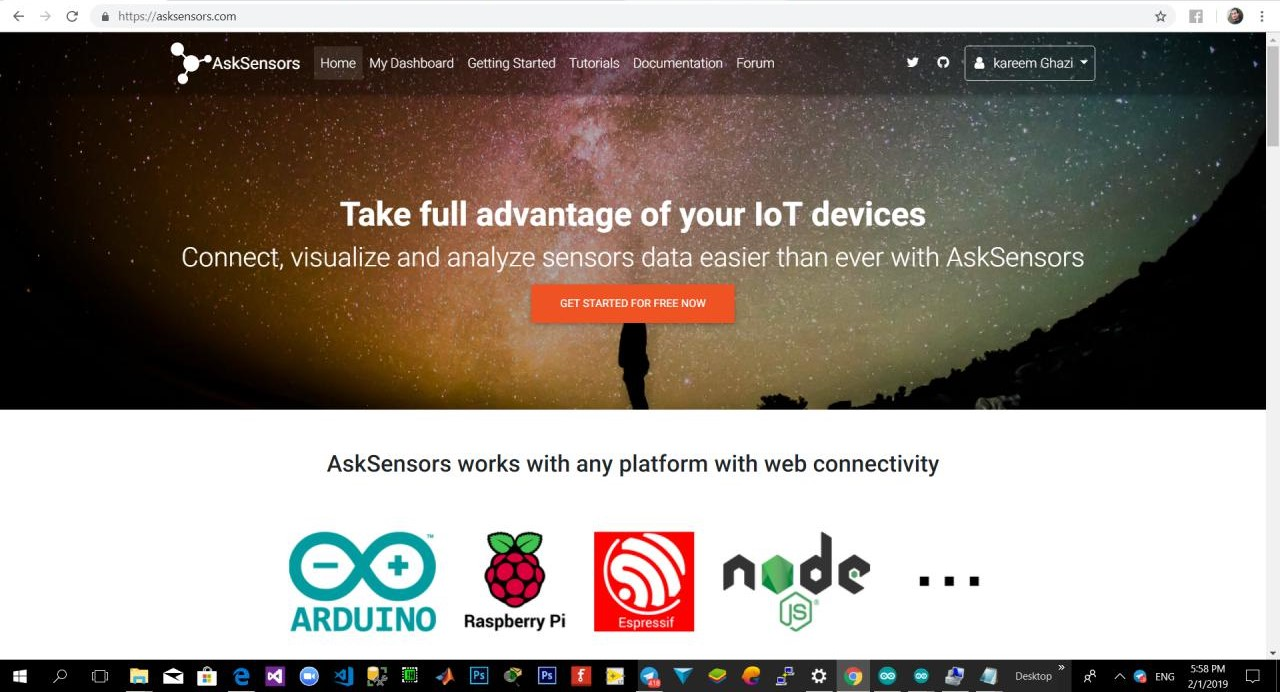 https://asksensors.com
AskSensors Home My Dashboard Getting Started Tutorials Documentation Forum kareem Ghazi
Take full advantage of your IoT devices
Connect, visualize and analyze sensors data easier than ever with AskSensors
GET STARTED FOR FREE NOW
AskSensors works with any platform with web connectivity
ARDUINO ™
Raspberry Pi
Espressif
node
JS ®
...
Desktop » ENG 5:58 PM
2/1/2019